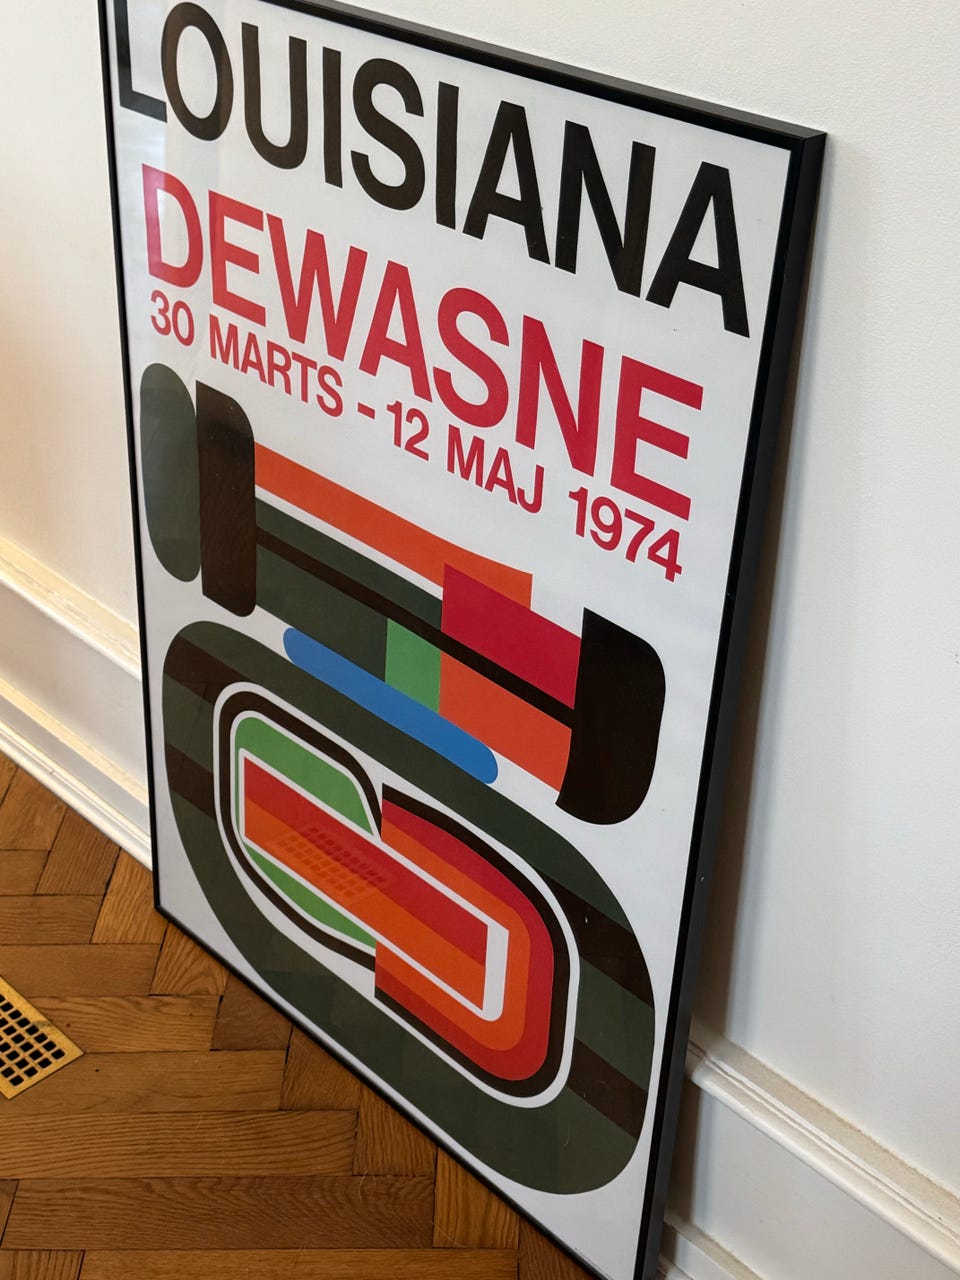 LOUISIANA
DEWASNE
30 MARTS - 12 MAJ 1974